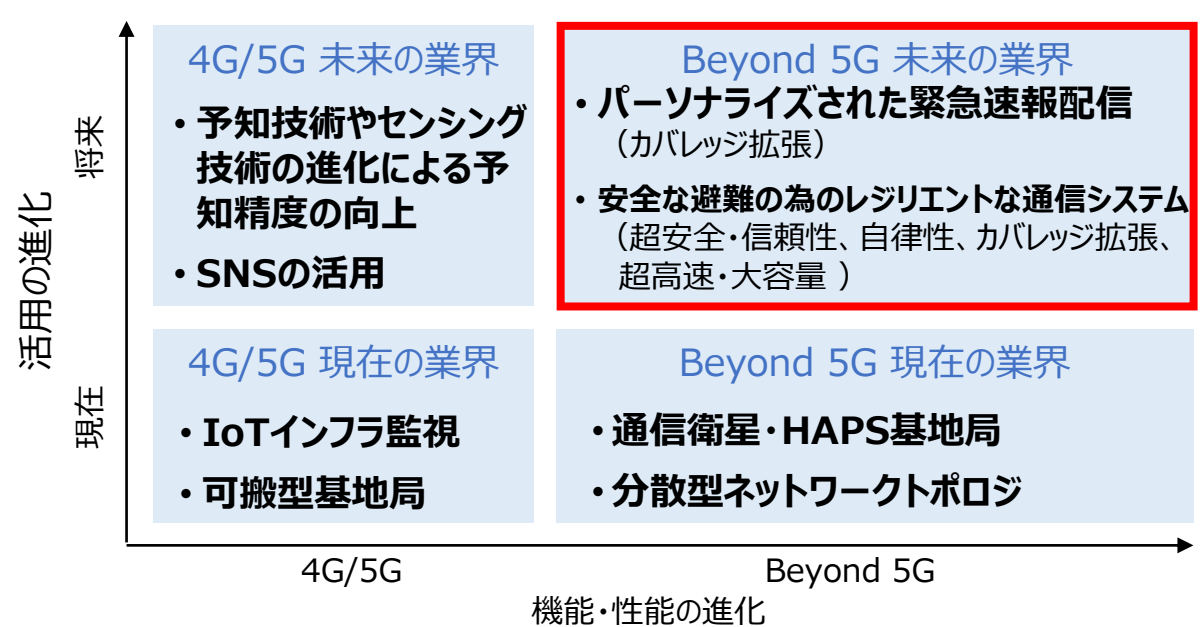 活用の進化
将来
現在
4G/5G 未来の業界
・予知技術やセンシング
技術の進化による予
知精度の向上
・SNSの活用
Beyond 5G 未来の業界
・パーソナライズされた緊急速報配信
（カバレッジ拡張）
・安全な避難の為のレジリエントな通信システム
（超安全・信頼性、自律性、カバレッジ拡張、
超高速・大容量 ）
4G/5G 現在の業界
・IoTインフラ監視
・可搬型基地局
Beyond 5G 現在の業界
・通信衛星・HAPS基地局
・分散型ネットワークトポロジ
4G/5G
Beyond 5G
機能・性能の進化